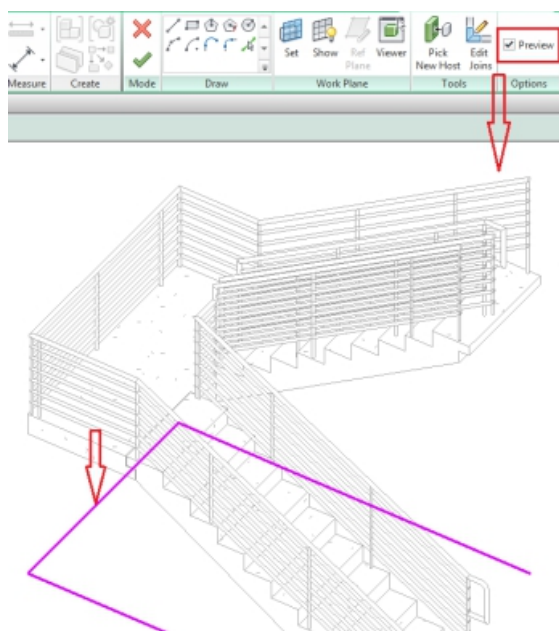 Set Show Ref Plane Viewer Pick New Host Edit Joins Preview
Measure Create Mode Draw Work Plane Tools Options